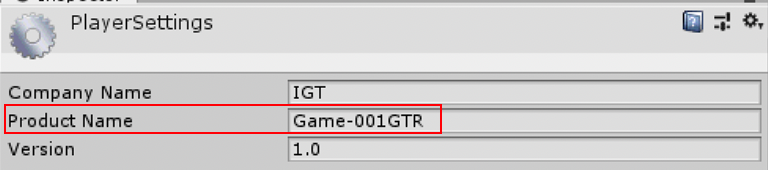 PlayerSettings
Company Name IGT
Product Name Game-001GTR
Version 1.0